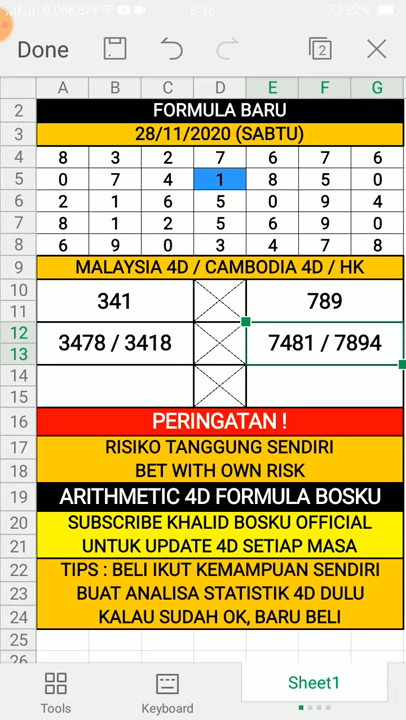 0.08KB/s 8:16 82%
Done 2
A B C D E F G
2 FORMULA BARU
3 28/11/2020 (SABTU)
4 8 3 2 7 6 7 6
5 0 7 4 1 8 5 0
6 2 1 6 5 0 9 4
7 8 1 2 5 6 9 0
8 6 9 0 3 4 7 8
9 MALAYSIA 4D / CAMBODIA 4D / HK
10
11 341 789
12
13 3478 / 3418 7481 / 7894
14
15
16 PERINGATAN !
17 RISIKO TANGGUNG SENDIRI
18 BET WITH OWN RISK
19 ARITHMETIC 4D FORMULA BOSKU
20 SUBSCRIBE KHALID BOSKU OFFICIAL
21 UNTUK UPDATE 4D SETIAP MASA
22 TIPS : BELI IKUT KEMAMPUAN SENDIRI
23 BUAT ANALISA STATISTIK 4D DULU
24 KALAU SUDAH OK, BARU BELI
25
26
Tools Keyboard Sheet1